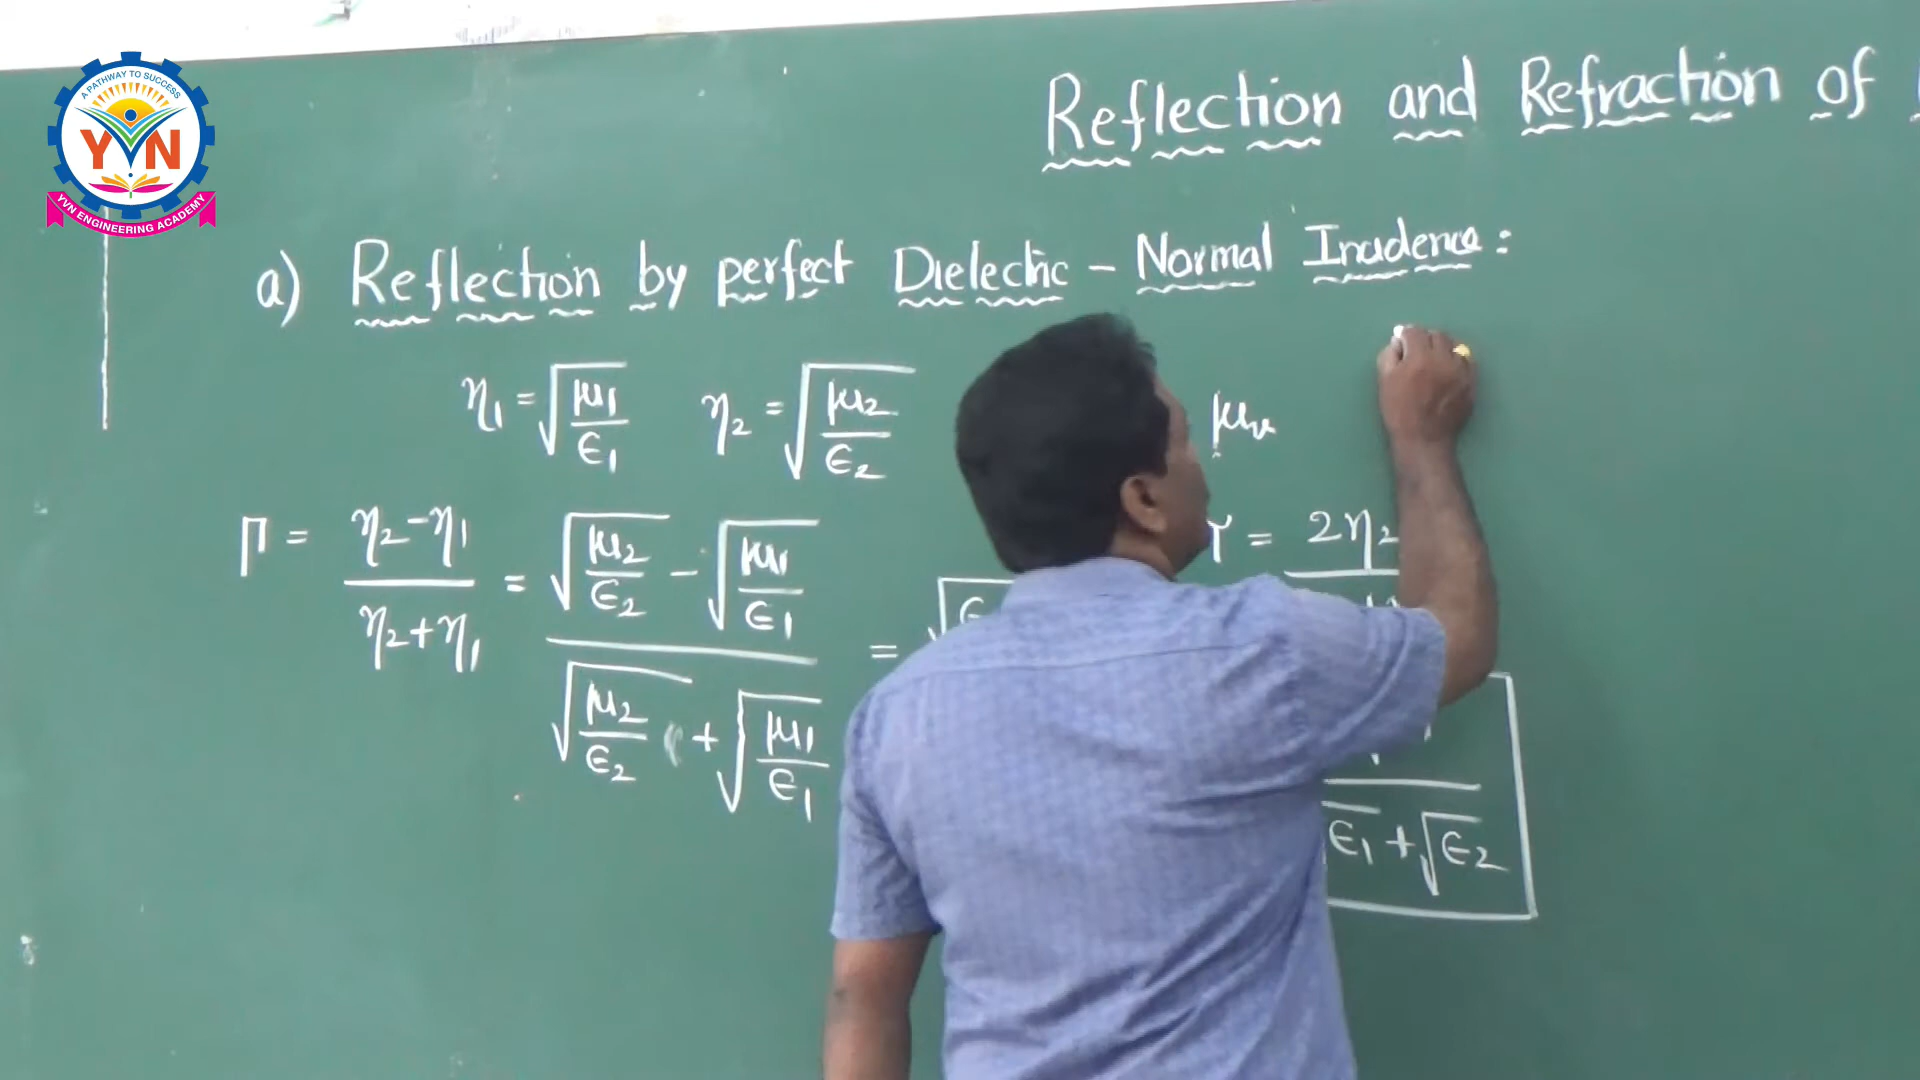 A PATHWAY TO SUCCESS
YVN
YVN ENGINEERING ACADEMY
Reflection and Refraction of
a) Reflection by perfect Dielectric - Normal Incidence:
η1 = √(μ1/ε1) η2 = √(μ2/ε2)
Γ = (η2 - η1)/(η2 + η1) = (√(μ2/ε2) - √(μ1/ε1))/(√(μ2/ε2) + √(μ1/ε1)) =
= 2η2
ε1 + √ε2